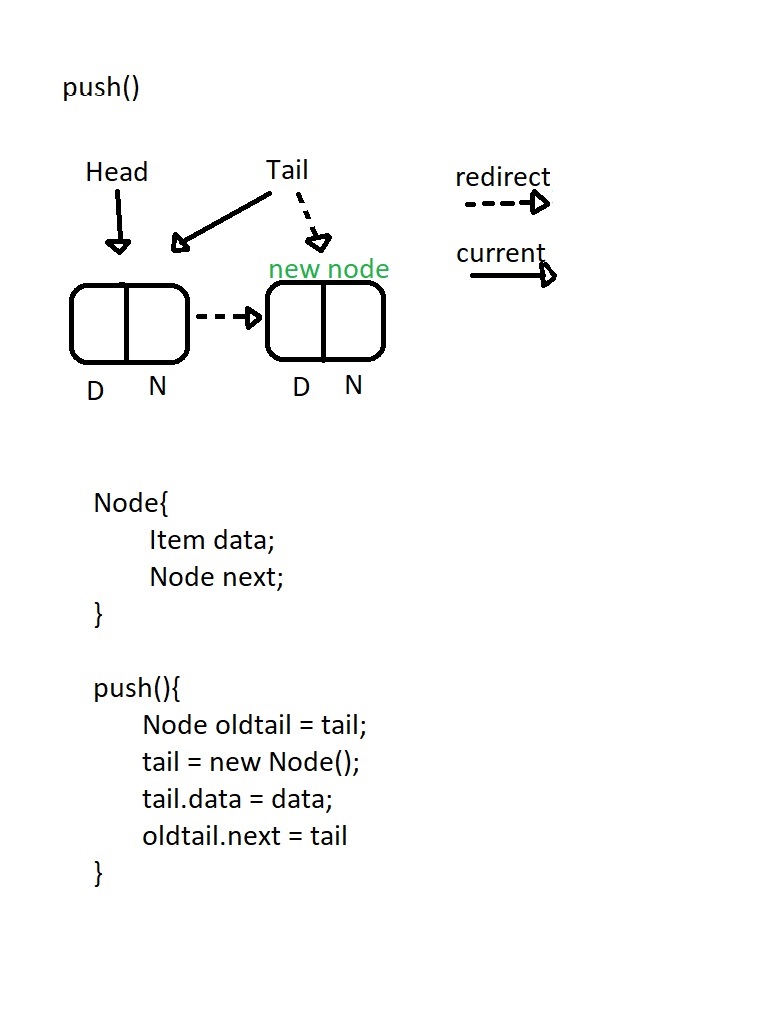 push()
Head
Tail
redirect
current
new node
D
N
D
N
Node{
Item data;
Node next;
}
push(){
Node oldtail = tail;
tail = new Node();
tail.data = data;
oldtail.next = tail
}